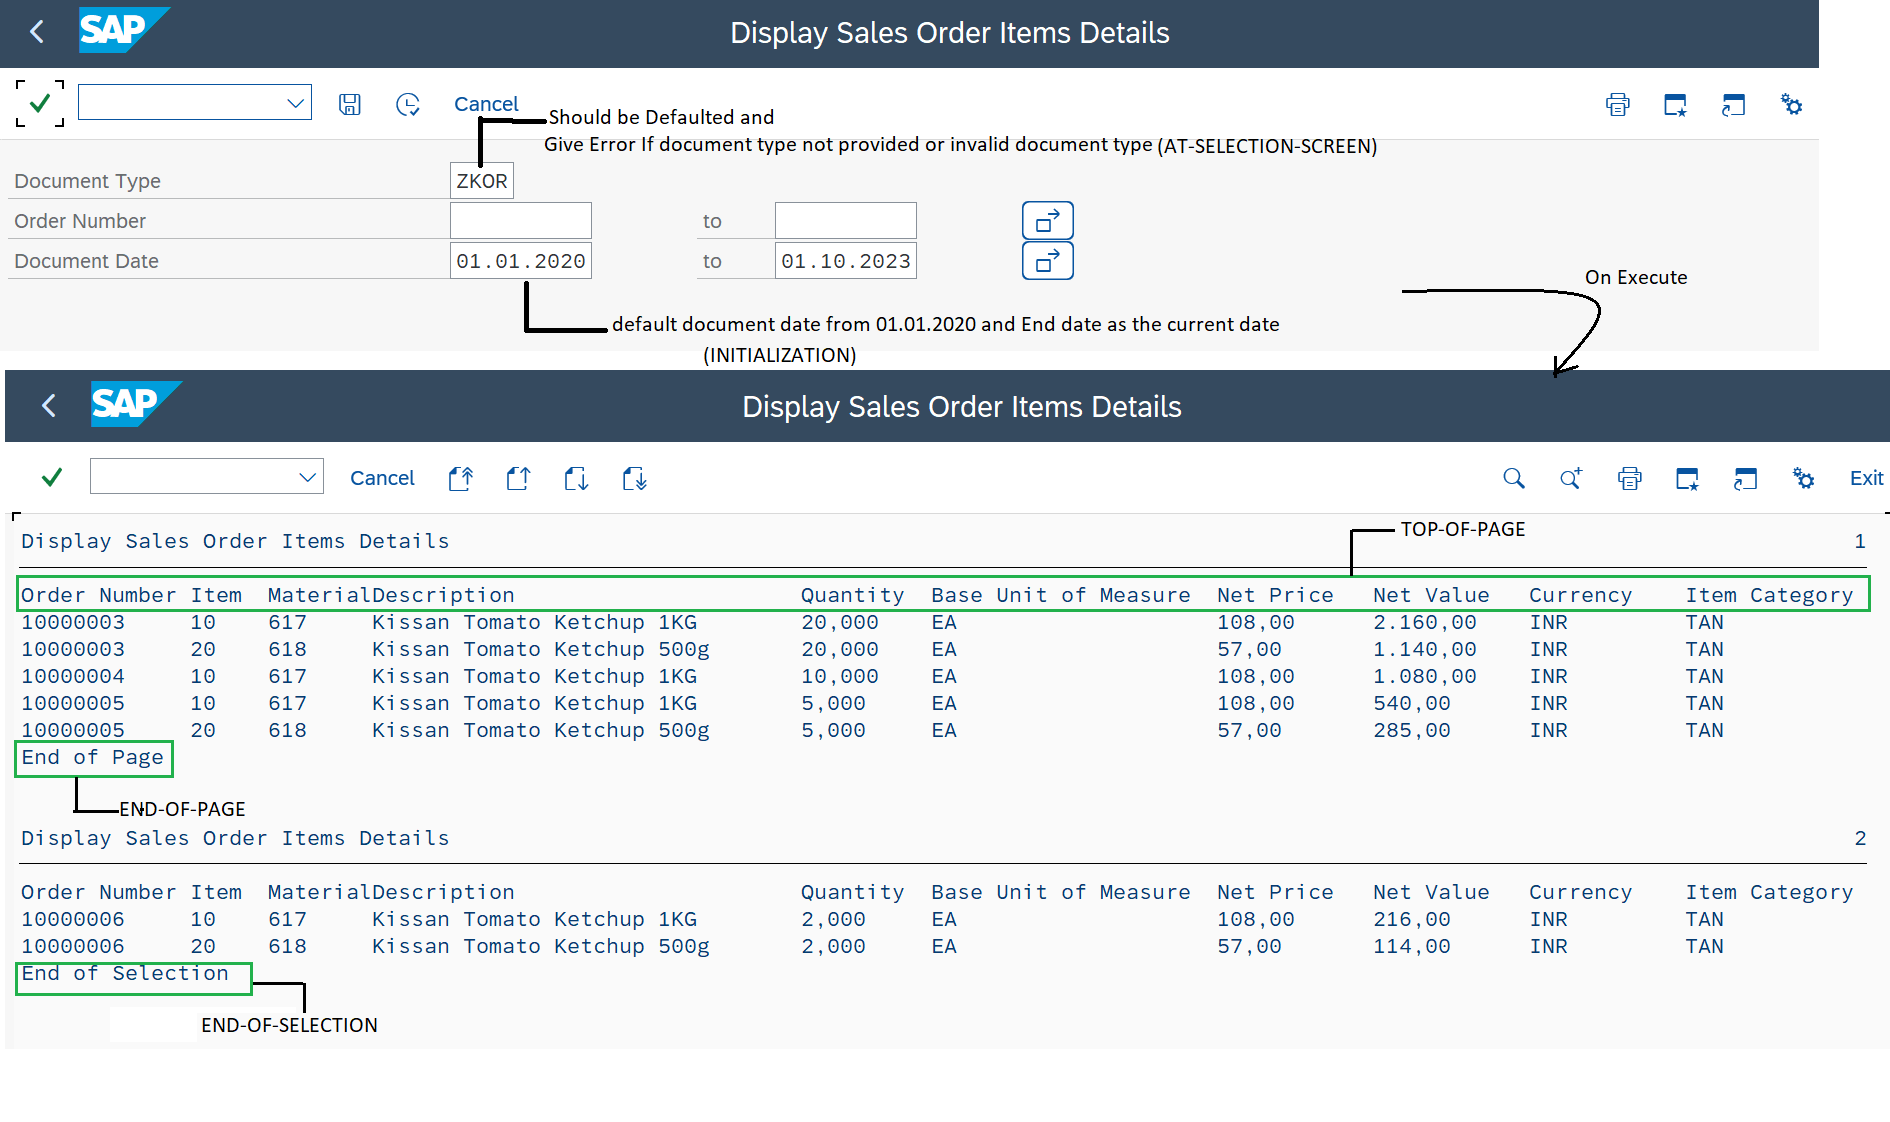 SAP Display Sales Order Items Details
Cancel
Should be Defaulted and
Give Error If document type not provided or invalid document type (AT-SELECTION-SCREEN)
Document Type ZKOR
Order Number to
Document Date 01.01.2020 to 01.10.2023
On Execute
default document date from 01.01.2020 and End date as the current date
(INITIALIZATION)
SAP Display Sales Order Items Details
Cancel Exit
TOP-OF-PAGE
Display Sales Order Items Details 1
Order Number Item MaterialDescription Quantity Base Unit of Measure Net Price Net Value Currency Item Category
10000003 10 617 Kissan Tomato Ketchup 1KG 20,000 EA 108,00 2.160,00 INR TAN
10000003 20 618 Kissan Tomato Ketchup 500g 20,000 EA 57,00 1.140,00 INR TAN
10000004 10 617 Kissan Tomato Ketchup 1KG 10,000 EA 108,00 1.080,00 INR TAN
10000005 10 617 Kissan Tomato Ketchup 1KG 5,000 EA 108,00 540,00 INR TAN
10000005 20 618 Kissan Tomato Ketchup 500g 5,000 EA 57,00 285,00 INR TAN
End of Page
END-OF-PAGE
Display Sales Order Items Details 2
Order Number Item MaterialDescription Quantity Base Unit of Measure Net Price Net Value Currency Item Category
10000006 10 617 Kissan Tomato Ketchup 1KG 2,000 EA 108,00 216,00 INR TAN
10000006 20 618 Kissan Tomato Ketchup 500g 2,000 EA 57,00 114,00 INR TAN
End of Selection
END-OF-SELECTION